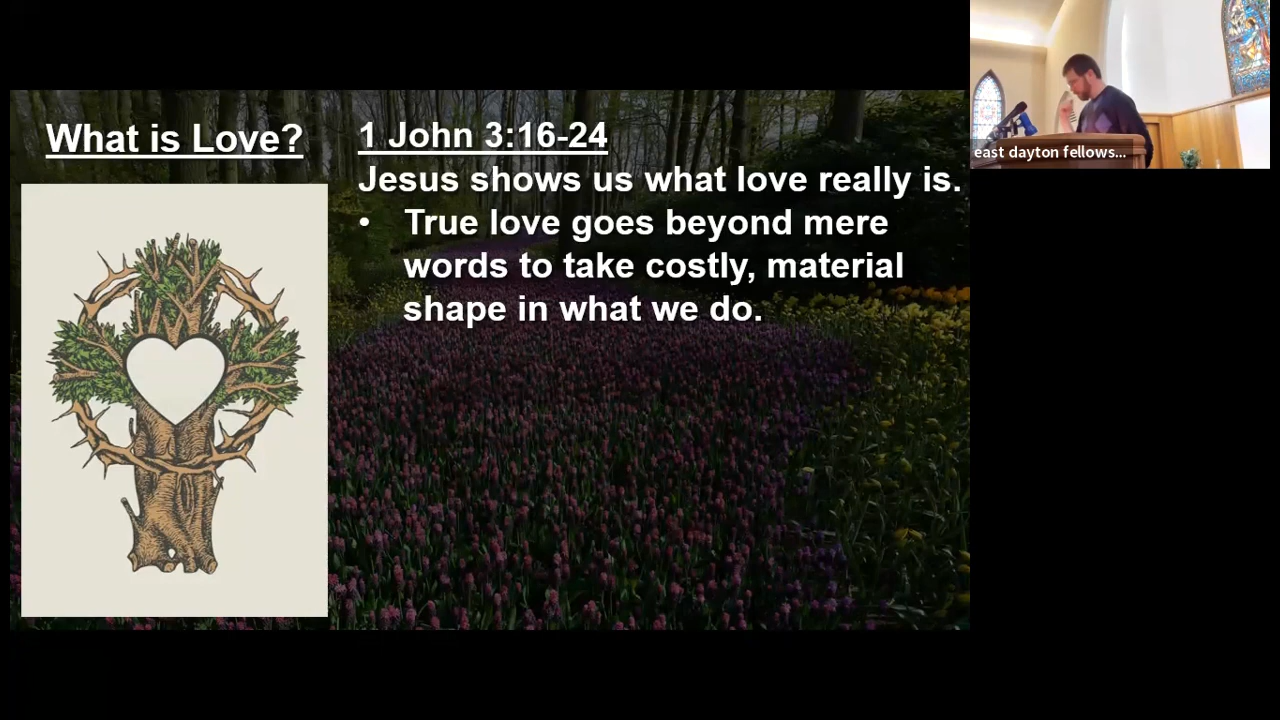 What is Love?
1 John 3:16-24
Jesus shows us what love really is.
• True love goes beyond mere
words to take costly, material
shape in what we do.
east dayton fellows...